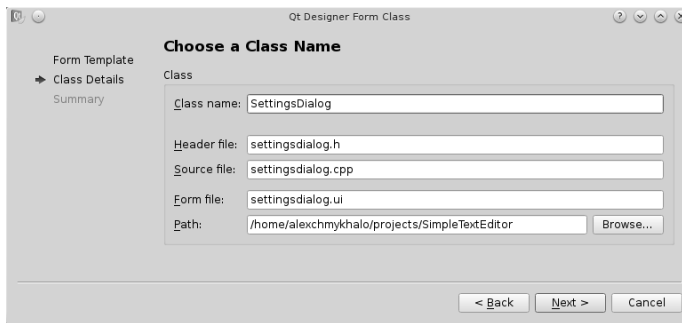 Qt Designer Form Class
Choose a Class Name
Form Template
Class Details
Summary
Class
Class name: SettingsDialog
Header file: settingsdialog.h
Source file: settingsdialog.cpp
Form file: settingsdialog.ui
Path: /home/alexchmykhalo/projects/SimpleTextEditor Browse...
< Back Next > Cancel